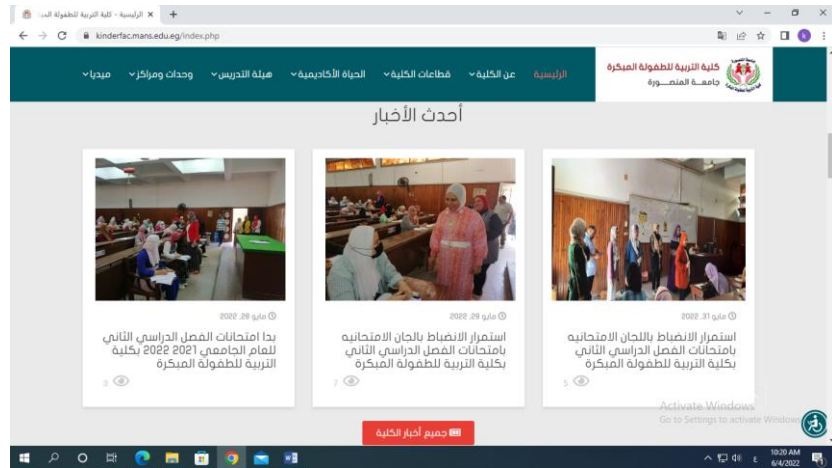 الرئيسية - كلية التربية للطفولة المب
kinderfac.mans.edu.eg/index.php
كلية التربية للطفولة المبكرة
جامعــة المنصــــورة
الرئيسية
عن الكلية
قطاعات الكلية
الحياة الأكاديمية
هيئة التدريس
وحدات ومراكز
ميديا
أحدث الأخبار
مايو 31, 2022
استمرار الانضباط باللجان الامتحانيه
بامتحانات الفصل الدراسي الثاني
بكلية التربية للطفولة المبكرة
5
مايو 29, 2022
استمرار الانضباط بالجان الامتحانيه
بامتحانات الفصل الدراسي الثاني
بكلية التربية للطفولة المبكرة
7
مايو 28, 2022
بدا امتحانات الفصل الدراسي الثاني
للعام الجامعي 2021 2022 بكلية
التربية للطفولة المبكرة
3
جميع أخبار الكلية
Activate Windows
Go to Settings to activate Windows
ع
10:20 AM
6/4/2022